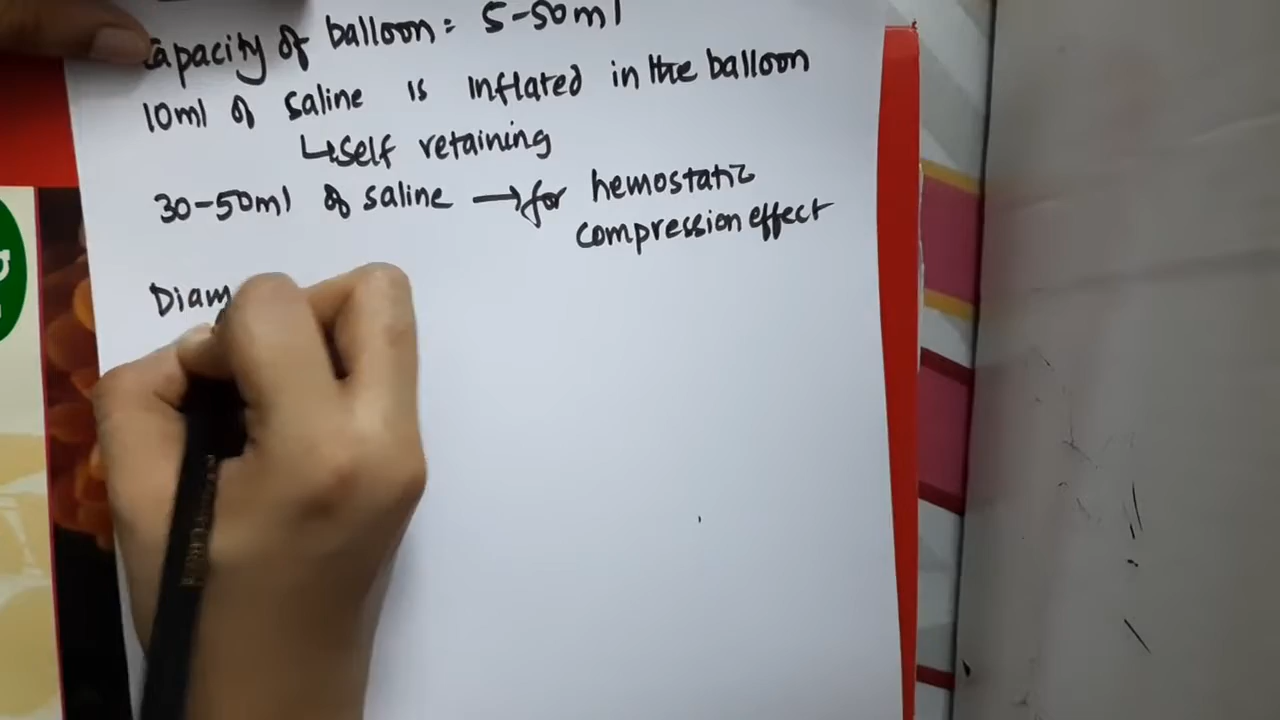 Capacity of balloon: 5-50ml
10ml of saline is inflated in the balloon
↳self retaining
30-50ml of saline → for hemostatic
compression effect
Diam